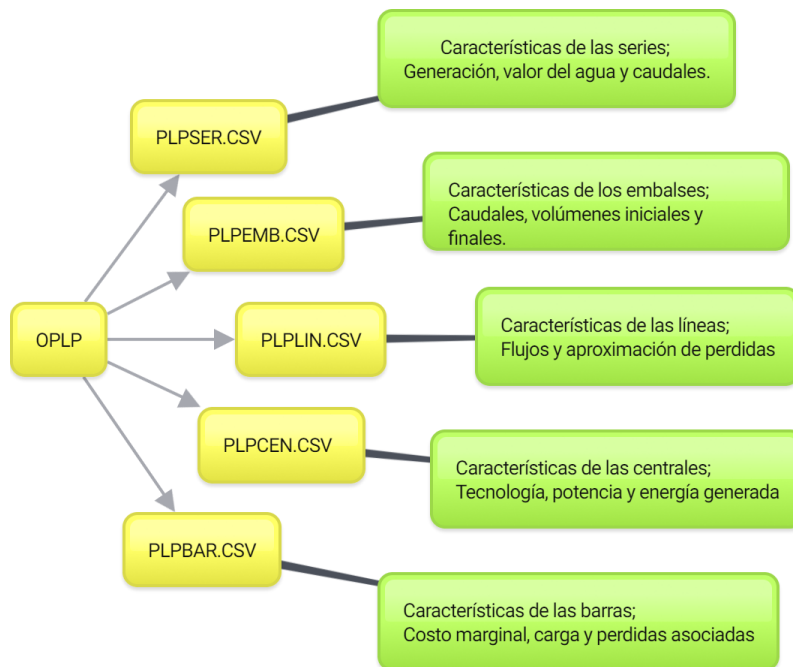 Características de las series;
Generación, valor del agua y caudales.
PLPSER.CSV
Características de los embalses;
Caudales, volúmenes iniciales y
finales.
PLPEMB.CSV
OPLP
PLPLIN.CSV
Características de las líneas;
Flujos y aproximación de perdidas
PLPCEN.CSV
Características de las centrales;
Tecnología, potencia y energía generada
PLPBAR.CSV
Características de las barras;
Costo marginal, carga y perdidas asociadas